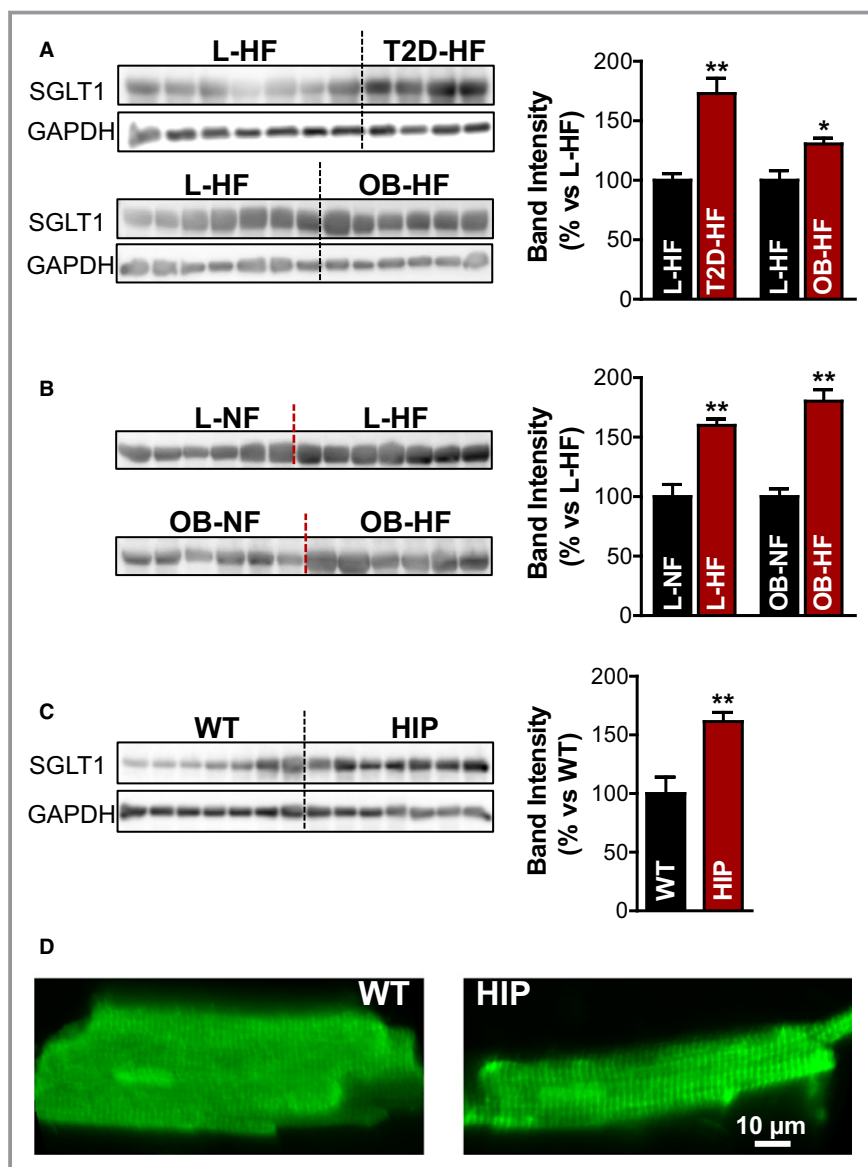 A
L-HF T2D-HF
SGLT1
GAPDH
L-HF OB-HF
SGLT1
GAPDH
Band Intensity
(% vs L-HF)
200
150
100
50
0
** *
L-HF T2D-HF L-HF OB-HF
B
L-NF L-HF
OB-NF OB-HF
Band Intensity
(% vs L-HF)
200
150
100
50
0
** **
L-NF L-HF OB-NF OB-HF
C
WT HIP
SGLT1
GAPDH
Band Intensity
(% vs WT)
200
150
100
50
0
**
WT HIP
D
WT HIP
10 μm